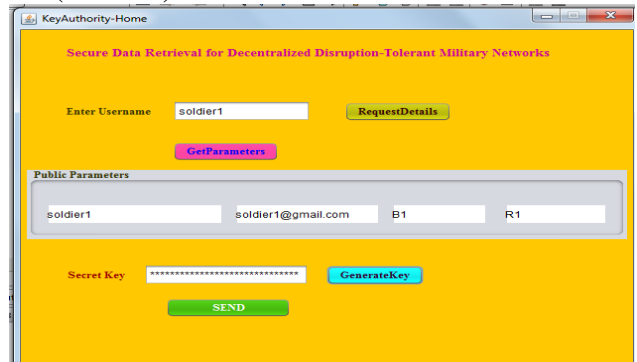 KeyAuthority-Home
Secure Data Retrieval for Decentralized Disruption-Tolerant Military Networks
Enter Username soldier1 RequestDetails
GetParameters
Public Parameters
soldier1 soldier1@gmail.com B1 R1
Secret Key ****************************** GenerateKey
SEND